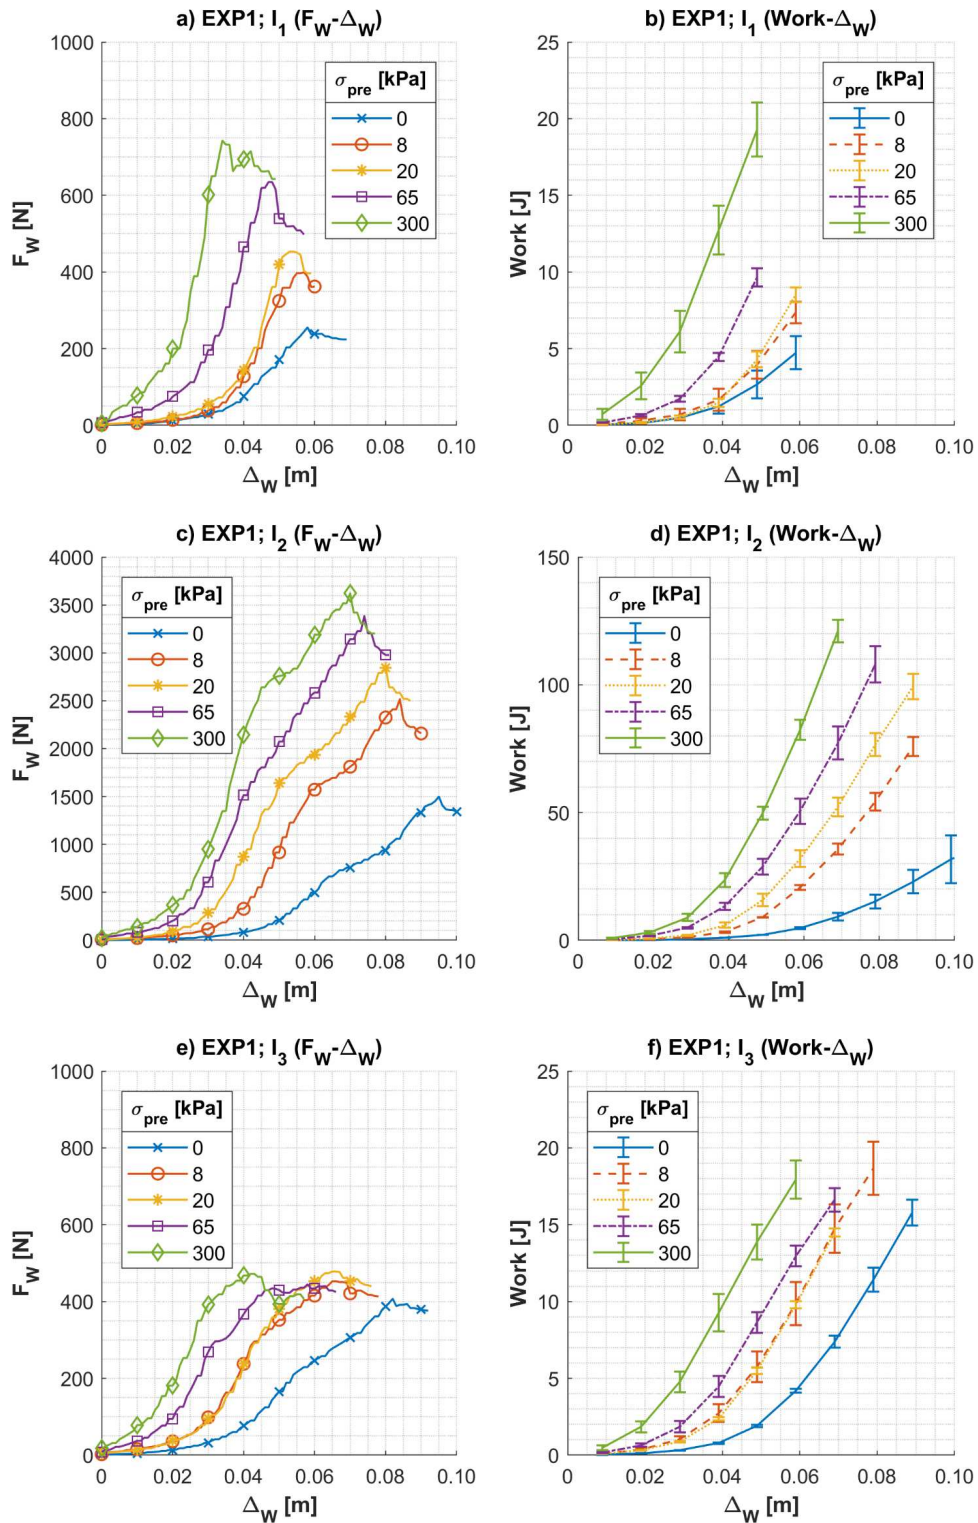 a) EXP1; I1 (FW-ΔW)
1000
800
600
400
200
0
FW [N]
σpre [kPa]
0
8
20
65
300
0 0.02 0.04 0.06 0.08 0.10
ΔW [m]
b) EXP1; I1 (Work-ΔW)
25
20
15
10
5
0
Work [J]
σpre [kPa]
0
8
20
65
300
0 0.02 0.04 0.06 0.08 0.10
ΔW [m]
c) EXP1; I2 (FW-ΔW)
4000
3500
3000
2500
2000
1500
1000
500
0
FW [N]
σpre [kPa]
0
8
20
65
300
0 0.02 0.04 0.06 0.08 0.10
ΔW [m]
d) EXP1; I2 (Work-ΔW)
150
100
50
0
Work [J]
σpre [kPa]
0
8
20
65
300
0 0.02 0.04 0.06 0.08 0.10
ΔW [m]
e) EXP1; I3 (FW-ΔW)
1000
800
600
400
200
0
FW [N]
σpre [kPa]
0
8
20
65
300
0 0.02 0.04 0.06 0.08 0.10
ΔW [m]
f) EXP1; I3 (Work-ΔW)
25
20
15
10
5
0
Work [J]
σpre [kPa]
0
8
20
65
300
0 0.02 0.04 0.06 0.08 0.10
ΔW [m]